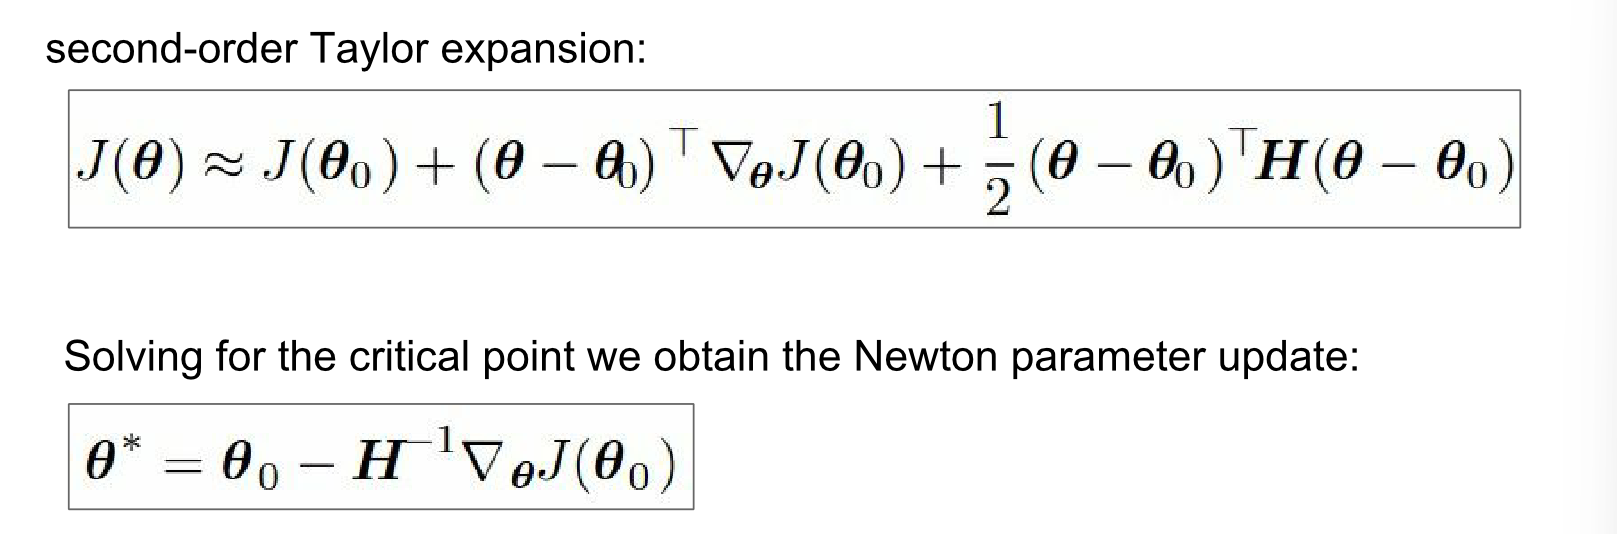 second-order Taylor expansion:
J(θ) ≈ J(θ₀) + (θ − θ₀)⊤ ∇θJ(θ₀) + 1/2 (θ − θ₀)⊤H(θ − θ₀)
Solving for the critical point we obtain the Newton parameter update:
θ* = θ₀ − H⁻¹∇θJ(θ₀)